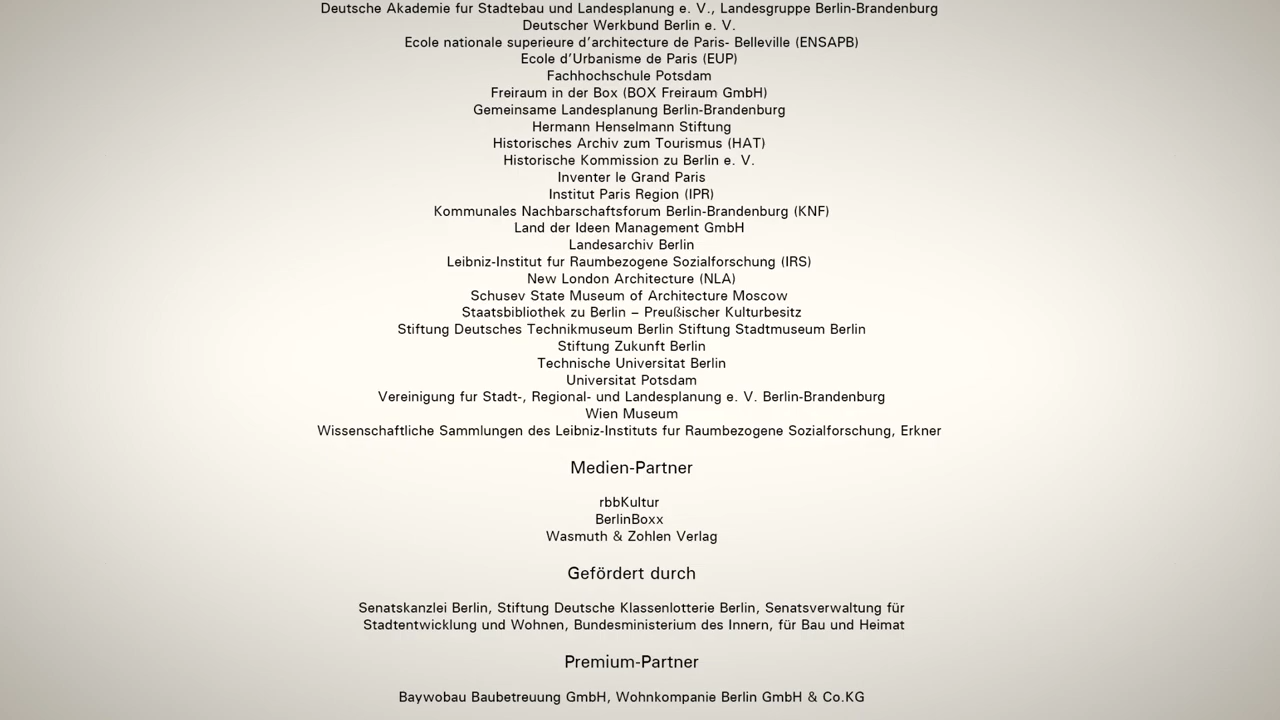 Deutsche Akademie fur Stadtebau und Landesplanung e. V., Landesgruppe Berlin-Brandenburg
Deutscher Werkbund Berlin e. V.
Ecole nationale superieure d’architecture de Paris- Belleville (ENSAPB)
Ecole d’Urbanisme de Paris (EUP)
Fachhochschule Potsdam
Freiraum in der Box (BOX Freiraum GmbH)
Gemeinsame Landesplanung Berlin-Brandenburg
Hermann Henselmann Stiftung
Historisches Archiv zum Tourismus (HAT)
Historische Kommission zu Berlin e. V.
Inventer le Grand Paris
Institut Paris Region (IPR)
Kommunales Nachbarschaftsforum Berlin-Brandenburg (KNF)
Land der Ideen Management GmbH
Landesarchiv Berlin
Leibniz-Institut fur Raumbezogene Sozialforschung (IRS)
New London Architecture (NLA)
Schusev State Museum of Architecture Moscow
Staatsbibliothek zu Berlin – Preußischer Kulturbesitz
Stiftung Deutsches Technikmuseum Berlin Stiftung Stadtmuseum Berlin
Stiftung Zukunft Berlin
Technische Universitat Berlin
Universitat Potsdam
Vereinigung fur Stadt-, Regional- und Landesplanung e. V. Berlin-Brandenburg
Wien Museum
Wissenschaftliche Sammlungen des Leibniz-Instituts fur Raumbezogene Sozialforschung, Erkner
Medien-Partner
rbbKultur
BerlinBoxx
Wasmuth & Zohlen Verlag
Gefördert durch
Senatskanzlei Berlin, Stiftung Deutsche Klassenlotterie Berlin, Senatsverwaltung für
Stadtentwicklung und Wohnen, Bundesministerium des Innern, für Bau und Heimat
Premium-Partner
Baywobau Baubetreuung GmbH, Wohnkompanie Berlin GmbH & Co.KG